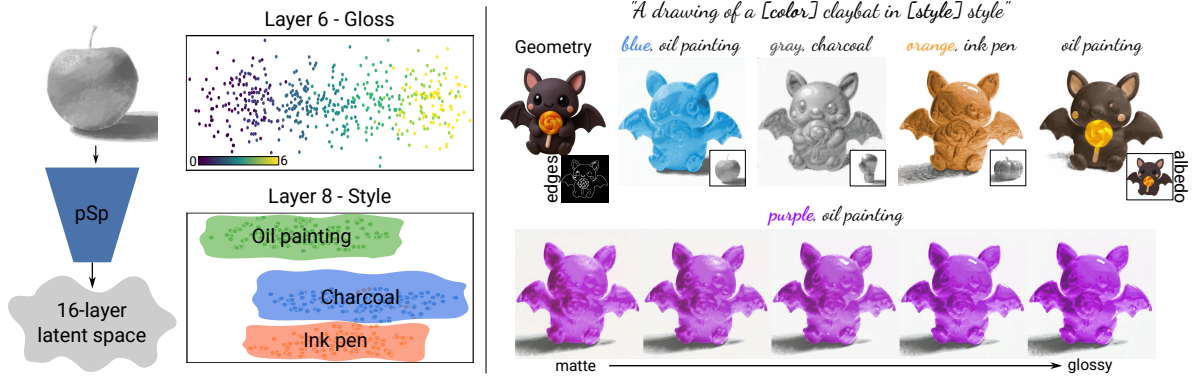 Layer 6 - Gloss
0
6
pSp
16-layer
latent space
Layer 8 - Style
Oil painting
Charcoal
Ink pen
"A drawing of a [color] claybat in [style] style"
Geometry
blue, oil painting
gray, charcoal
orange, ink pen
oil painting
edges
albedo
purple, oil painting
matte
glossy